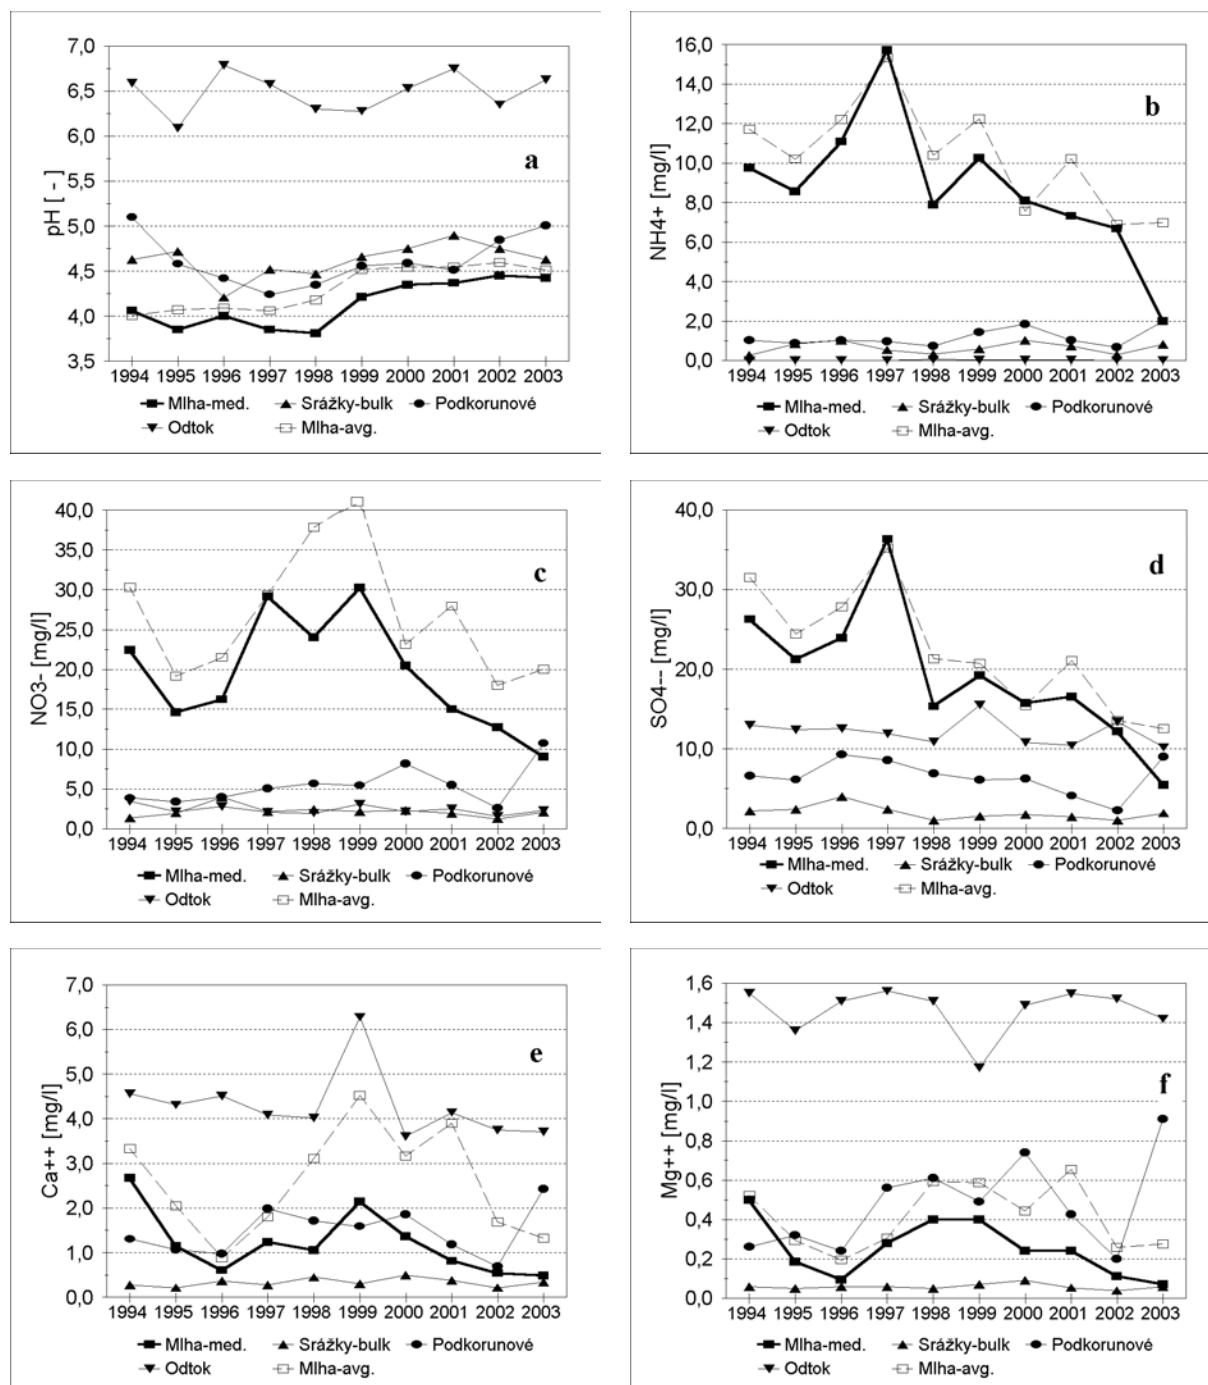 7,0
6,5
6,0
5,5
5,0
4,5
4,0
3,5
pH [ - ]
a
1994 1995 1996 1997 1998 1999 2000 2001 2002 2003
Mlha-med. Srážky-bulk Podkorunové
Odtok Mlha-avg.
16,0
14,0
12,0
10,0
8,0
6,0
4,0
2,0
0,0
NH4+ [mg/l]
b
1994 1995 1996 1997 1998 1999 2000 2001 2002 2003
Mlha-med. Srážky-bulk Podkorunové
Odtok Mlha-avg.
40,0
35,0
30,0
25,0
20,0
15,0
10,0
5,0
0,0
NO3- [mg/l]
c
1994 1995 1996 1997 1998 1999 2000 2001 2002 2003
Mlha-med. Srážky-bulk Podkorunové
Odtok Mlha-avg.
40,0
30,0
20,0
10,0
0,0
SO4-- [mg/l]
d
1994 1995 1996 1997 1998 1999 2000 2001 2002 2003
Mlha-med. Srážky-bulk Podkorunové
Odtok Mlha-avg.
7,0
6,0
5,0
4,0
3,0
2,0
1,0
0,0
Ca++ [mg/l]
e
1994 1995 1996 1997 1998 1999 2000 2001 2002 2003
Mlha-med. Srážky-bulk Podkorunové
Odtok Mlha-avg.
1,6
1,4
1,2
1,0
0,8
0,6
0,4
0,2
0,0
Mg++ [mg/l]
f
1994 1995 1996 1997 1998 1999 2000 2001 2002 2003
Mlha-med. Srážky-bulk Podkorunové
Odtok Mlha-avg.